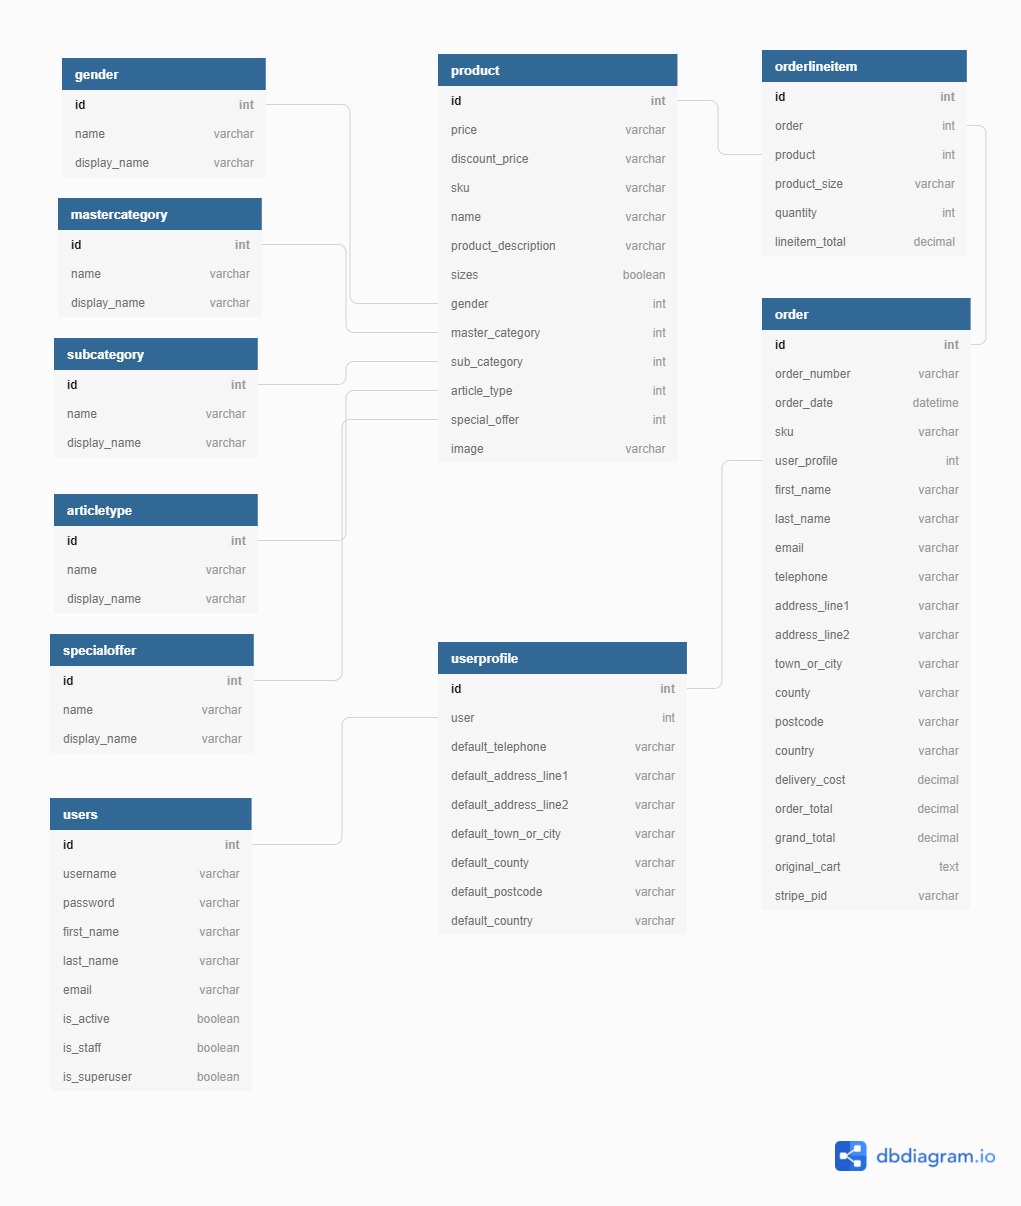 gender
id int
name varchar
display_name varchar
mastercategory
id int
name varchar
display_name varchar
subcategory
id int
name varchar
display_name varchar
articletype
id int
name varchar
display_name varchar
specialoffer
id int
name varchar
display_name varchar
users
id int
username varchar
password varchar
first_name varchar
last_name varchar
email varchar
is_active boolean
is_staff boolean
is_superuser boolean
product
id int
price varchar
discount_price varchar
sku varchar
name varchar
product_description varchar
sizes boolean
gender int
master_category int
sub_category int
article_type int
special_offer int
image varchar
userprofile
id int
user int
default_telephone varchar
default_address_line1 varchar
default_address_line2 varchar
default_town_or_city varchar
default_county varchar
default_postcode varchar
default_country varchar
orderlineitem
id int
order int
product int
product_size varchar
quantity int
lineitem_total decimal
order
id int
order_number varchar
order_date datetime
sku varchar
user_profile int
first_name varchar
last_name varchar
email varchar
telephone varchar
address_line1 varchar
address_line2 varchar
town_or_city varchar
county varchar
postcode varchar
country varchar
delivery_cost decimal
order_total decimal
grand_total decimal
original_cart text
stripe_pid varchar
dbdiagram.io